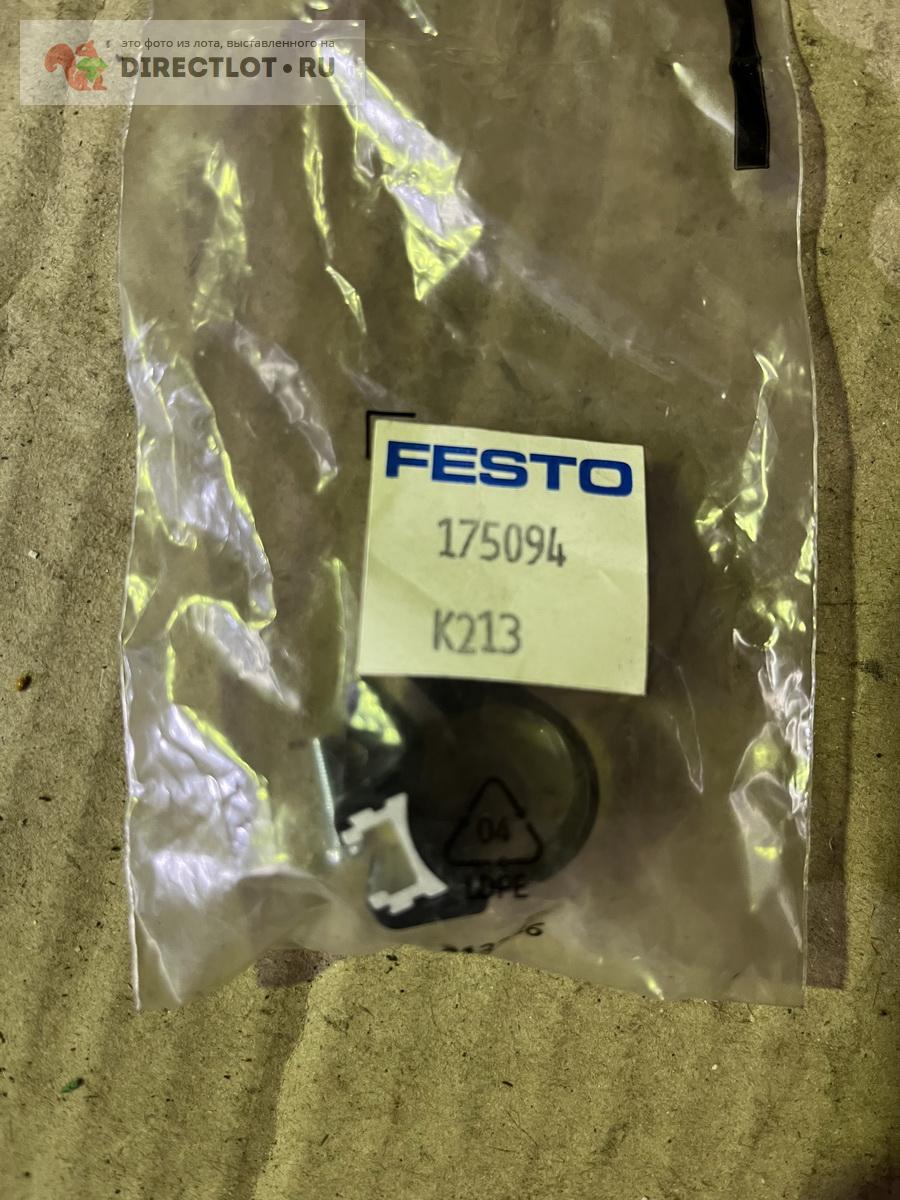 это фото из лота, выставленного на
DIRECTLOT•RU
FESTO
175094
K213
04
LDPE